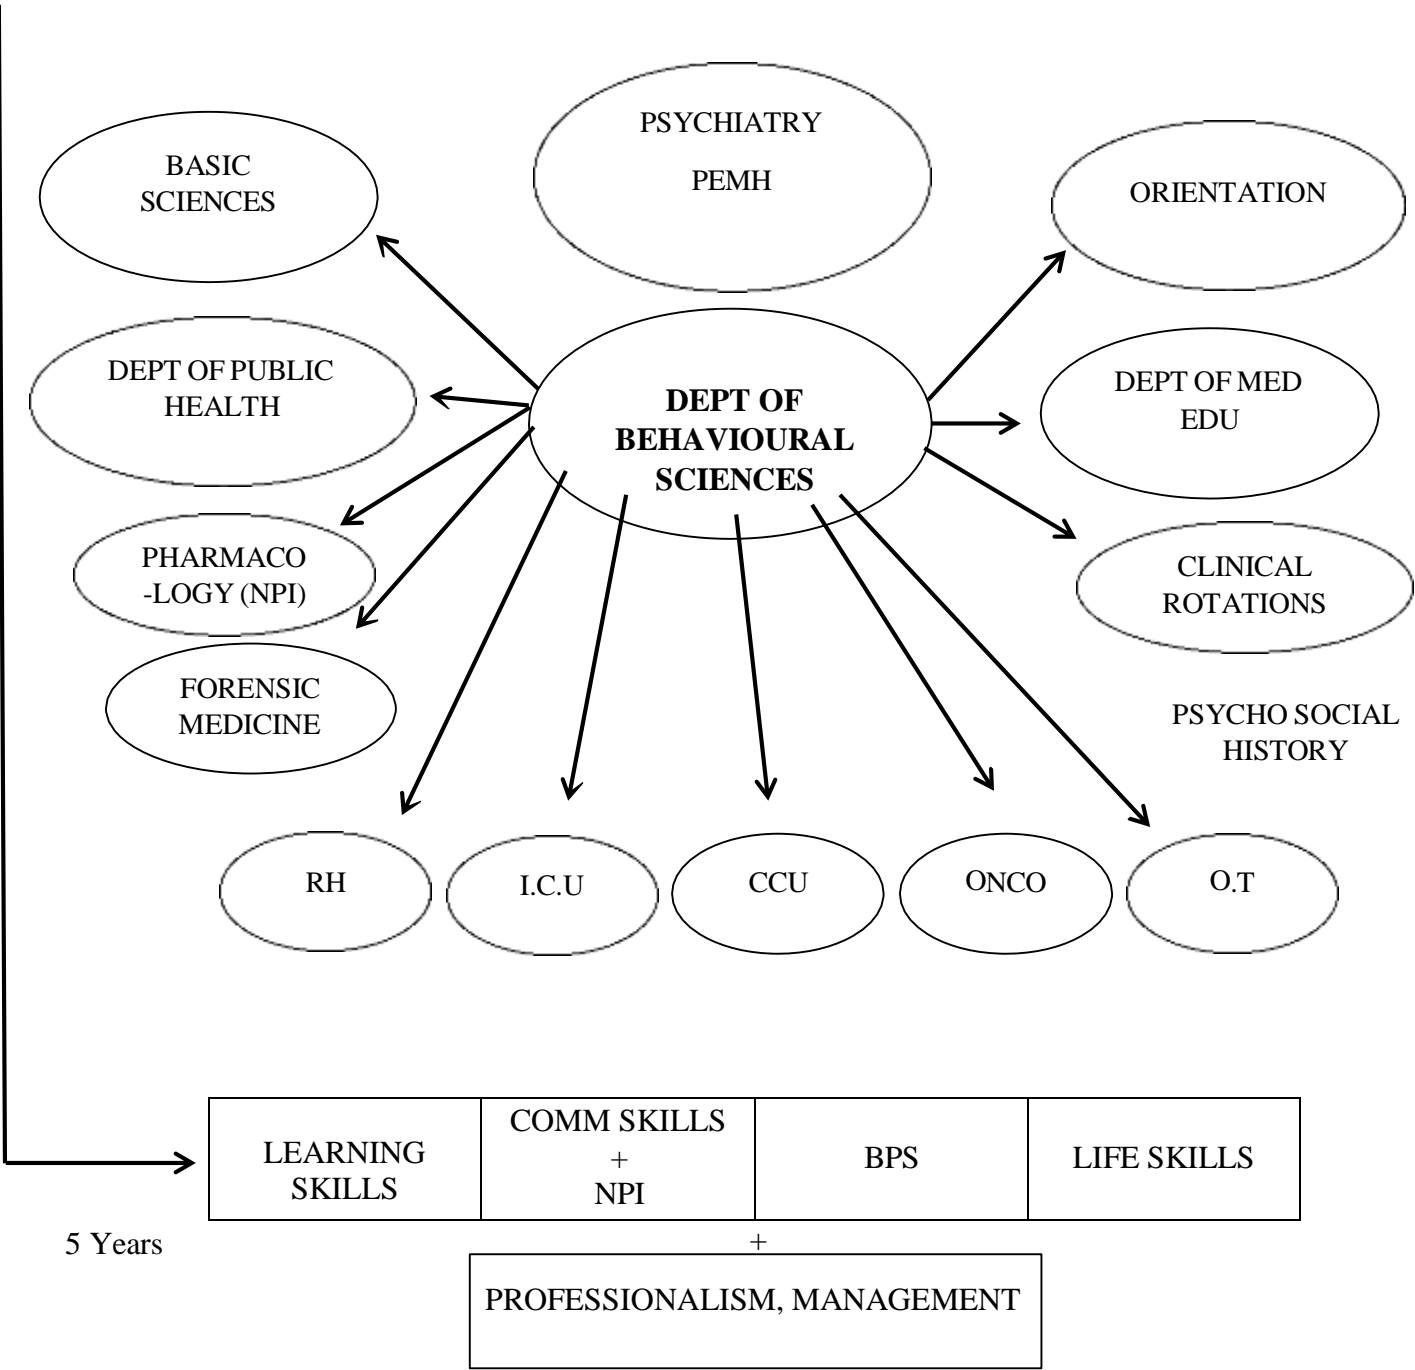 PSYCHIATRY
PEMH
BASIC
SCIENCES
ORIENTATION
DEPT OF PUBLIC
HEALTH
DEPT OF
BEHAVIOURAL
SCIENCES
DEPT OF MED
EDU
PHARMACO
-LOGY (NPI)
CLINICAL
ROTATIONS
FORENSIC
MEDICINE
PSYCHO SOCIAL
HISTORY
RH
I.C.U
CCU
ONCO
O.T
LEARNING
SKILLS
COMM SKILLS
+
NPI
BPS
LIFE SKILLS
5 Years
+
PROFESSIONALISM, MANAGEMENT